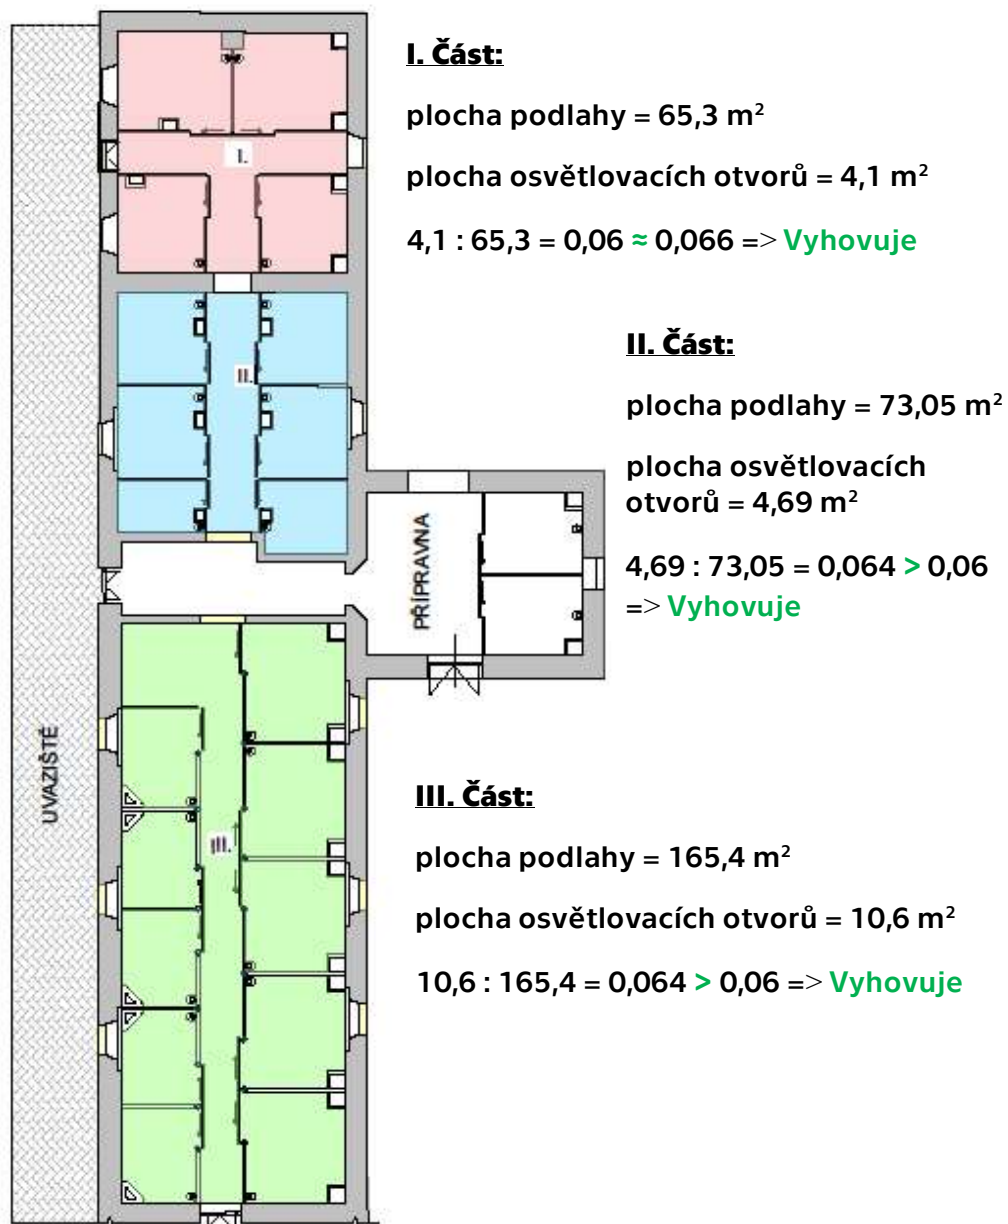 I. Část:
plocha podlahy = 65,3 m²
plocha osvětlovacích otvorů = 4,1 m²
4,1 : 65,3 = 0,06 ≈ 0,066 => Vyhovuje
I.
II. Část:
plocha podlahy = 73,05 m²
plocha osvětlovacích
otvorů = 4,69 m²
4,69 : 73,05 = 0,064 > 0,06
=> Vyhovuje
II.
PŘÍPRAVNA
UVAZIŠTĚ
III. Část:
plocha podlahy = 165,4 m²
plocha osvětlovacích otvorů = 10,6 m²
10,6 : 165,4 = 0,064 > 0,06 => Vyhovuje
III.